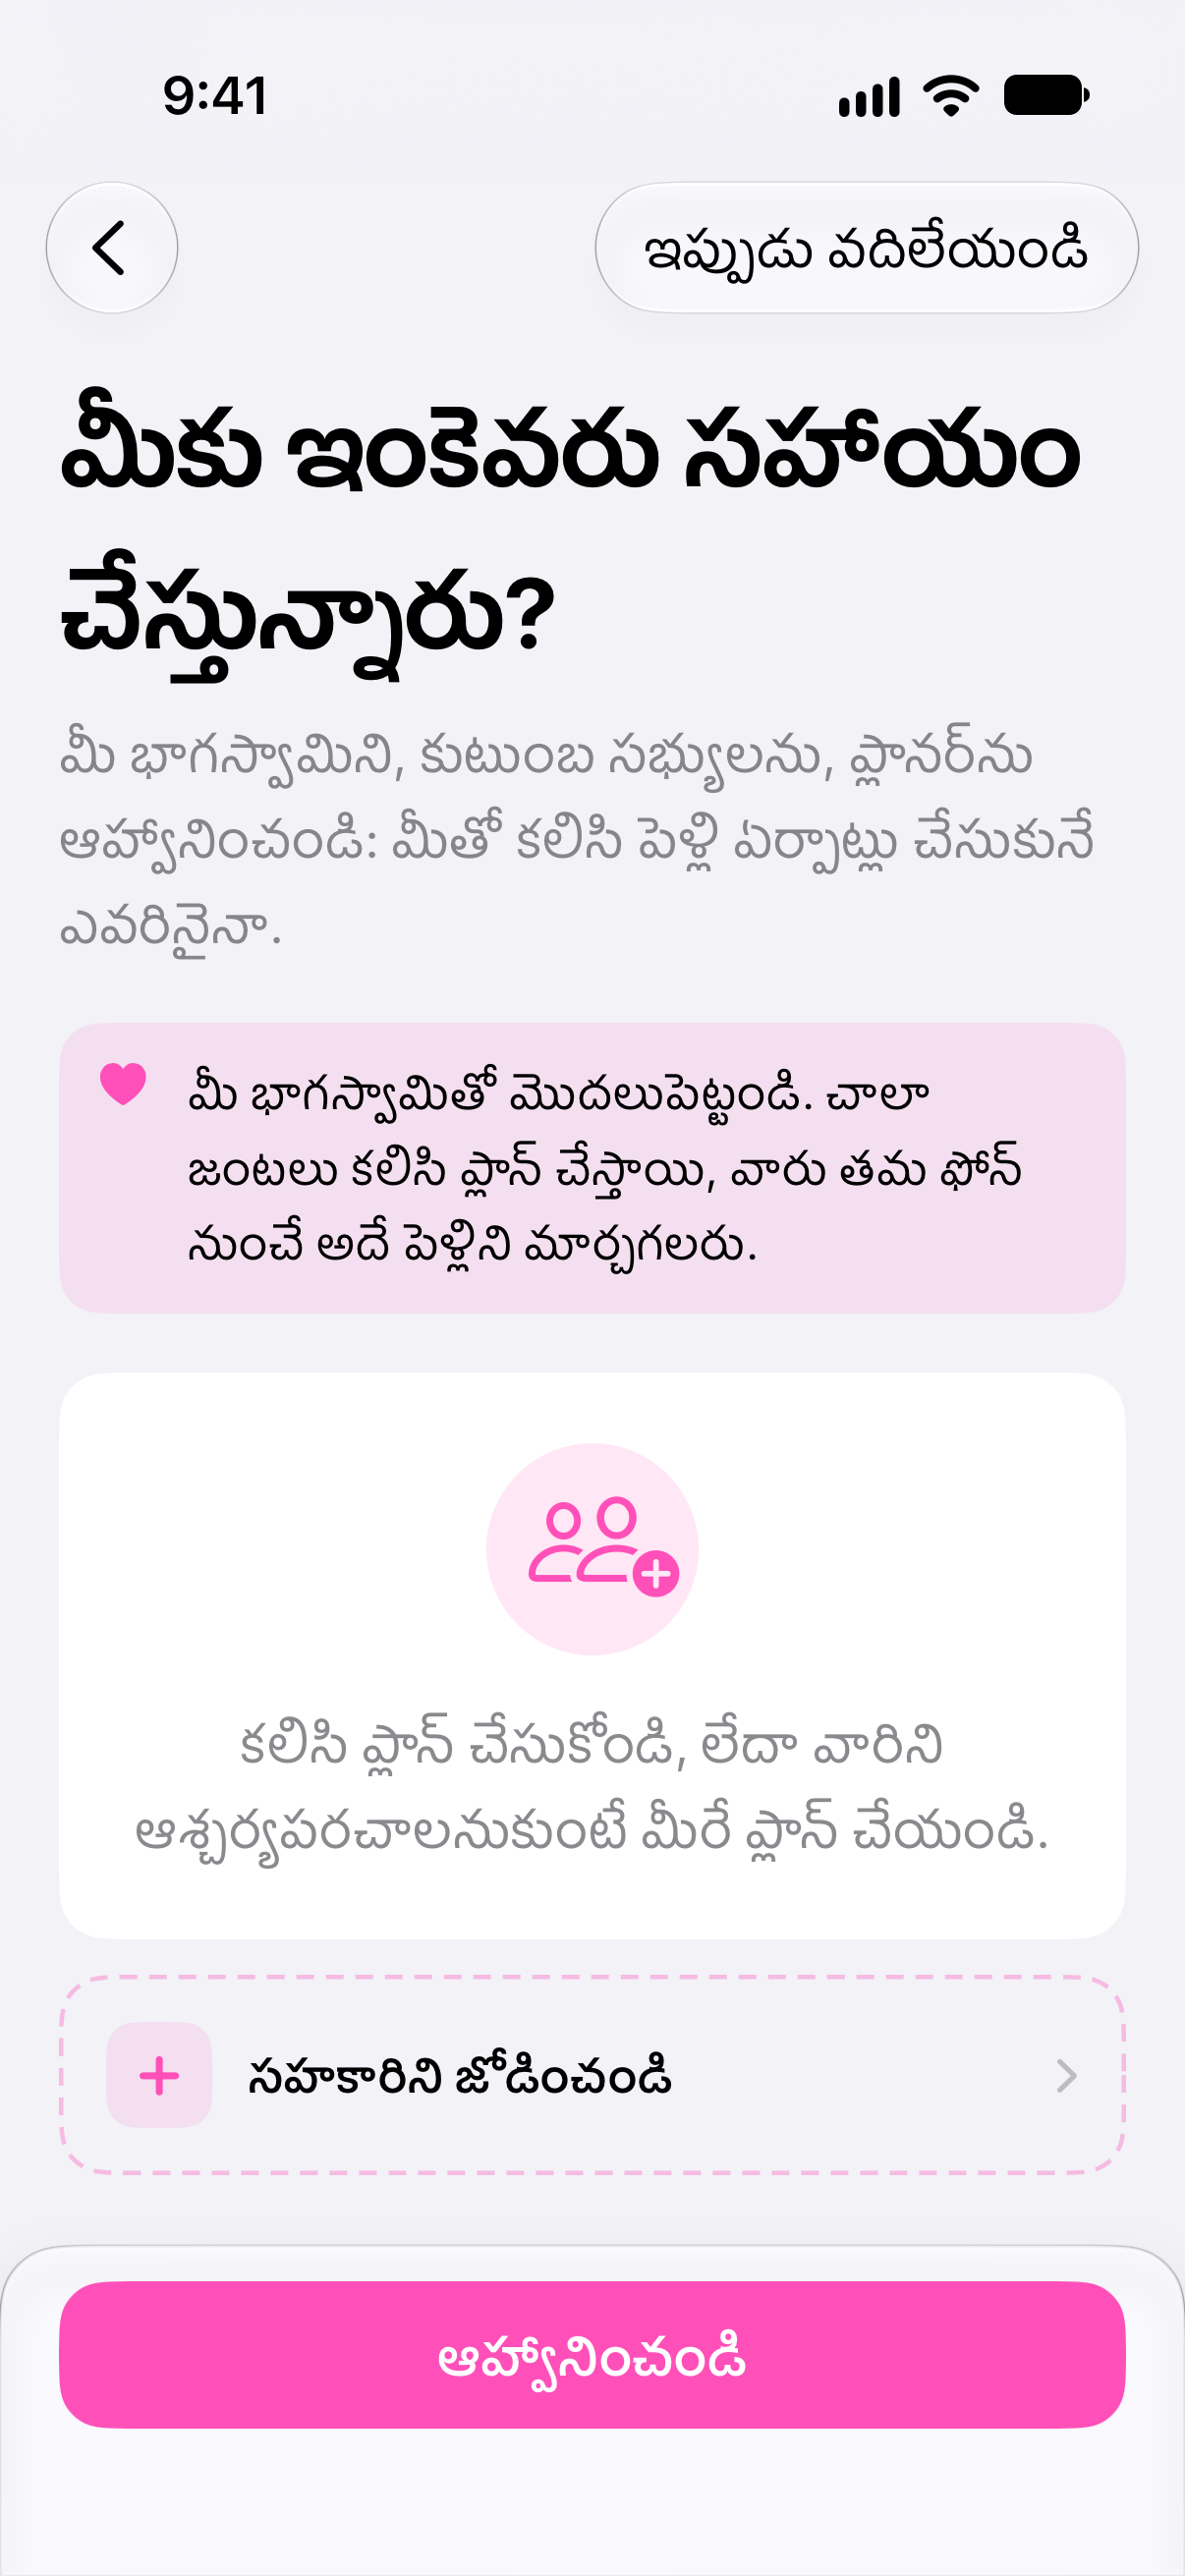 9:41
ఇప్పుడు వదిలేయండి
మీకు ఇంకెవరు సహాయం
చేస్తున్నారు?
మీ భాగస్వామిని, కుటుంబ సభ్యులను, ప్లానర్‌ను
ఆహ్వానించండి: మీతో కలిసి పెళ్లి ఏర్పాట్లు చేసుకునే
ఎవరినైనా.
మీ భాగస్వామితో మొదలుపెట్టండి. చాలా
జంటలు కలిసి ప్లాన్ చేస్తాయి, వారు తమ ఫోన్
నుంచే అదే పెళ్లిని మార్చగలరు.
కలిసి ప్లాన్ చేసుకోండి, లేదా వారిని
ఆశ్చర్యపరచాలనుకుంటే మీరే ప్లాన్ చేయండి.
సహకారిని జోడించండి
ఆహ్వానించండి